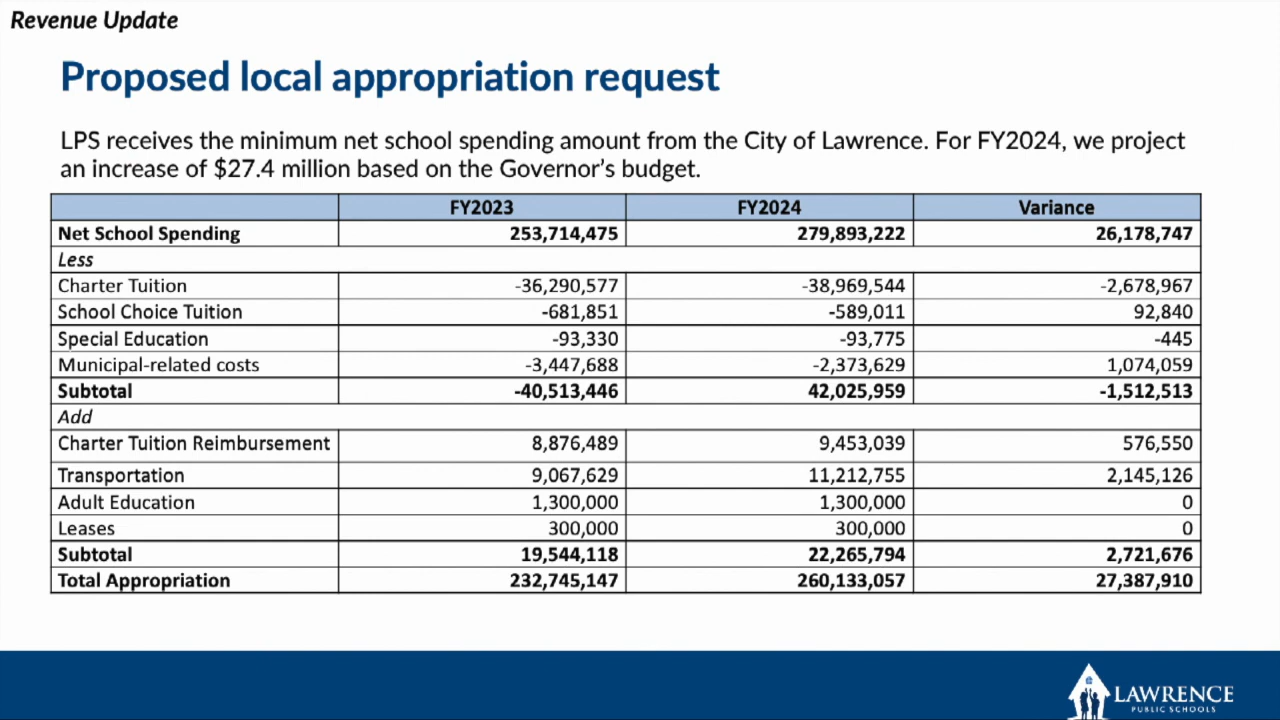 Revenue Update
Proposed local appropriation request
LPS receives the minimum net school spending amount from the City of Lawrence. For FY2024, we project
an increase of $27.4 million based on the Governor's budget.
FY2023 FY2024 Variance
Net School Spending 253,714,475 279,893,222 26,178,747
Less
Charter Tuition -36,290,577 -38,969,544 -2,678,967
School Choice Tuition -681,851 -589,011 92,840
Special Education -93,330 -93,775 -445
Municipal-related costs -3,447,688 -2,373,629 1,074,059
Subtotal -40,513,446 42,025,959 -1,512,513
Add
Charter Tuition Reimbursement 8,876,489 9,453,039 576,550
Transportation 9,067,629 11,212,755 2,145,126
Adult Education 1,300,000 1,300,000 0
Leases 300,000 300,000 0
Subtotal 19,544,118 22,265,794 2,721,676
Total Appropriation 232,745,147 260,133,057 27,387,910
LAWRENCE
PUBLIC SCHOOLS